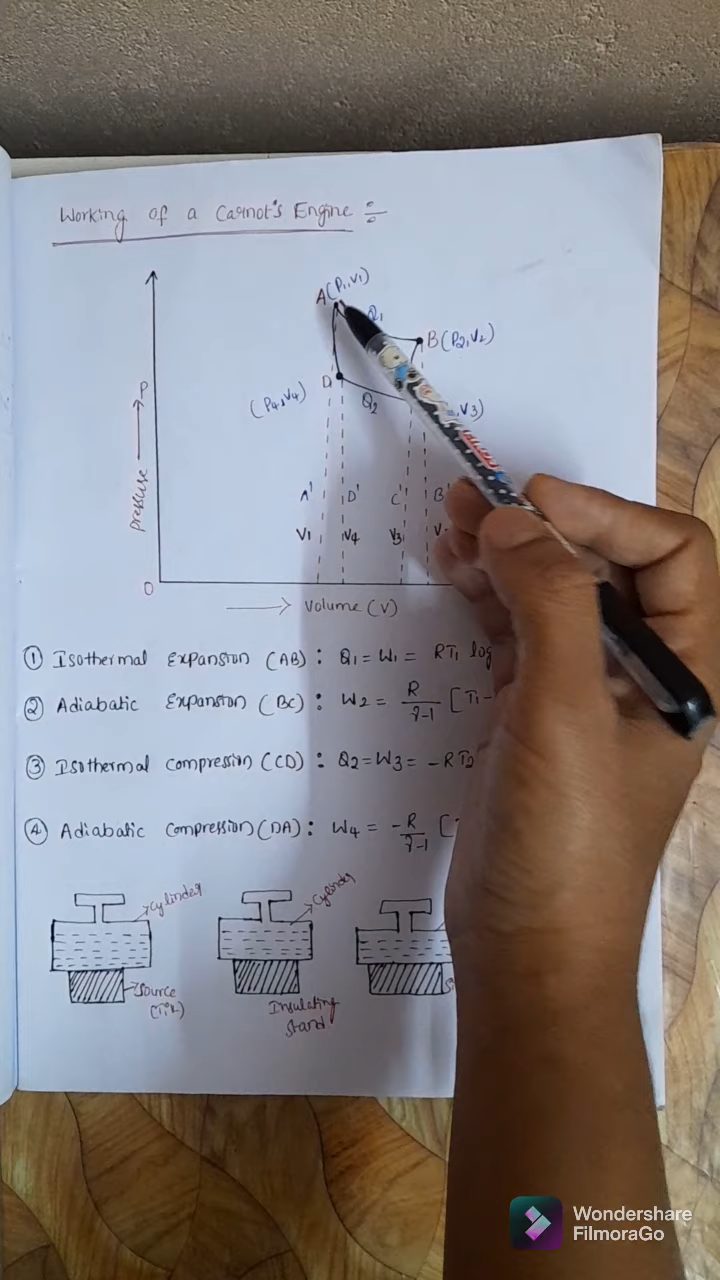 Working of a Carnot's Engine :-
A(P1,V1)
Q1
B(P2,V2)
D
(P4,V4)
Q2
,V3)
Pressure → P
A' D' C' B'
V1 V4 V3 V
O
→ Volume (V)
① Isothermal Expansion (AB) : Q1 = W1 = RT1 log
② Adiabatic Expansion (BC) : W2 = R/γ-1 [T1-
③ Isothermal compression (CD) : Q2 = W3 = -RT2
④ Adiabatic Compression (DA) : W4 = -R/γ-1 [
Cylinder
Cylinder
Source
(T1K)
Insulating
Stand
Wondershare
FilmoraGo